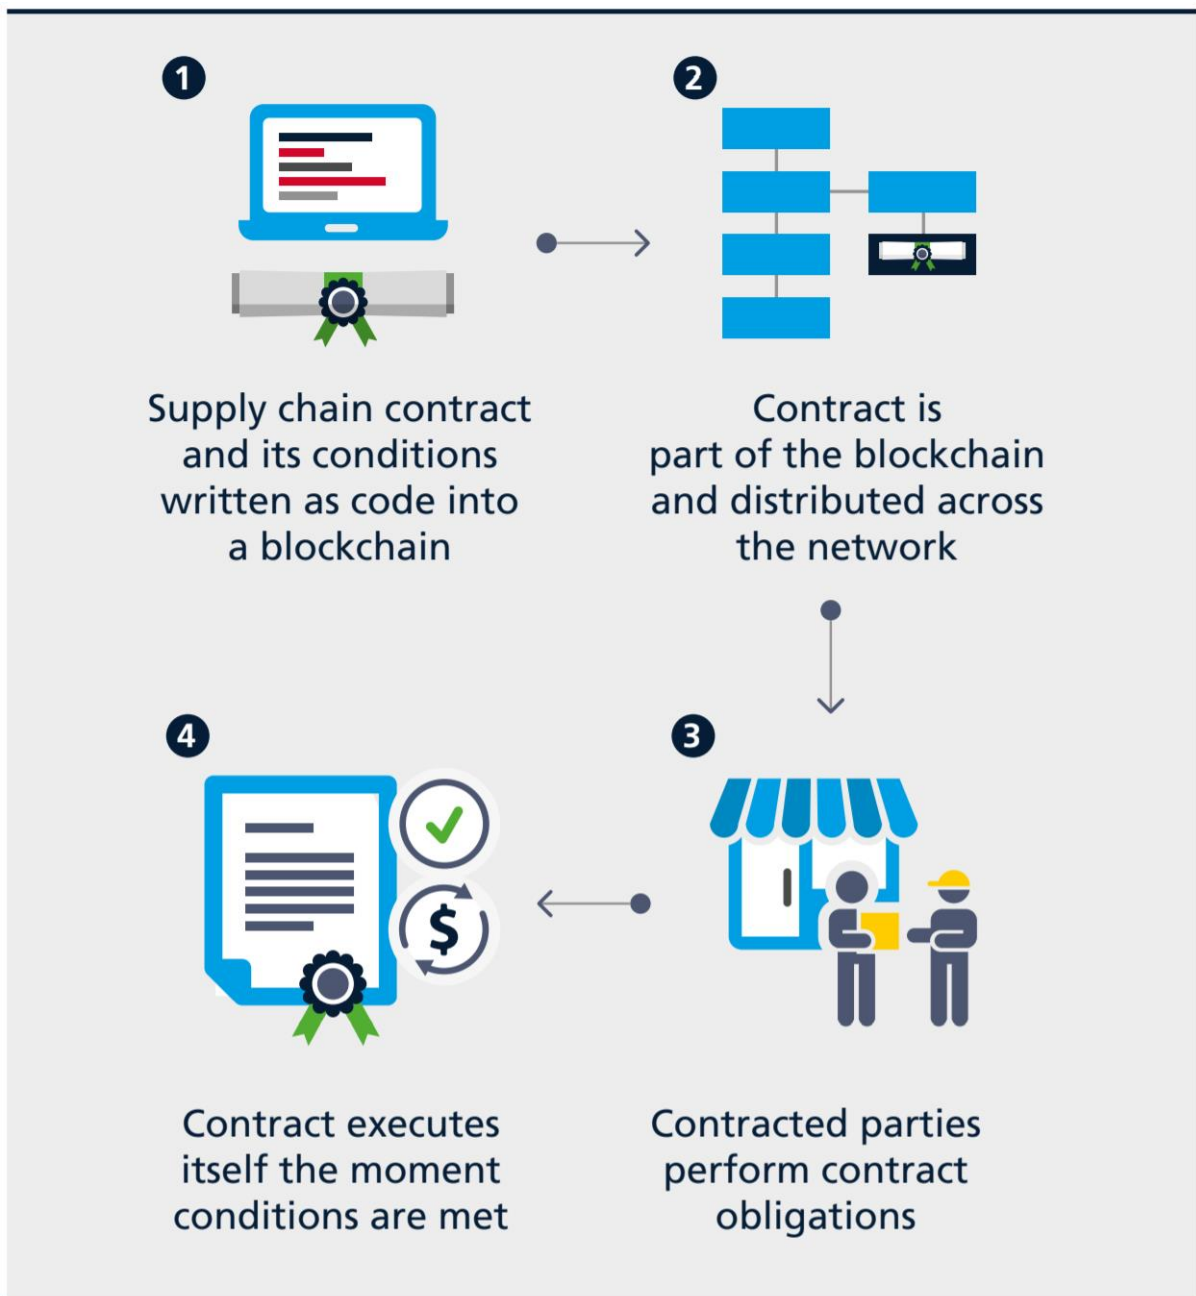 1
Supply chain contract
and its conditions
written as code into
a blockchain
2
Contract is
part of the blockchain
and distributed across
the network
3
Contracted parties
perform contract
obligations
4
$
Contract executes
itself the moment
conditions are met